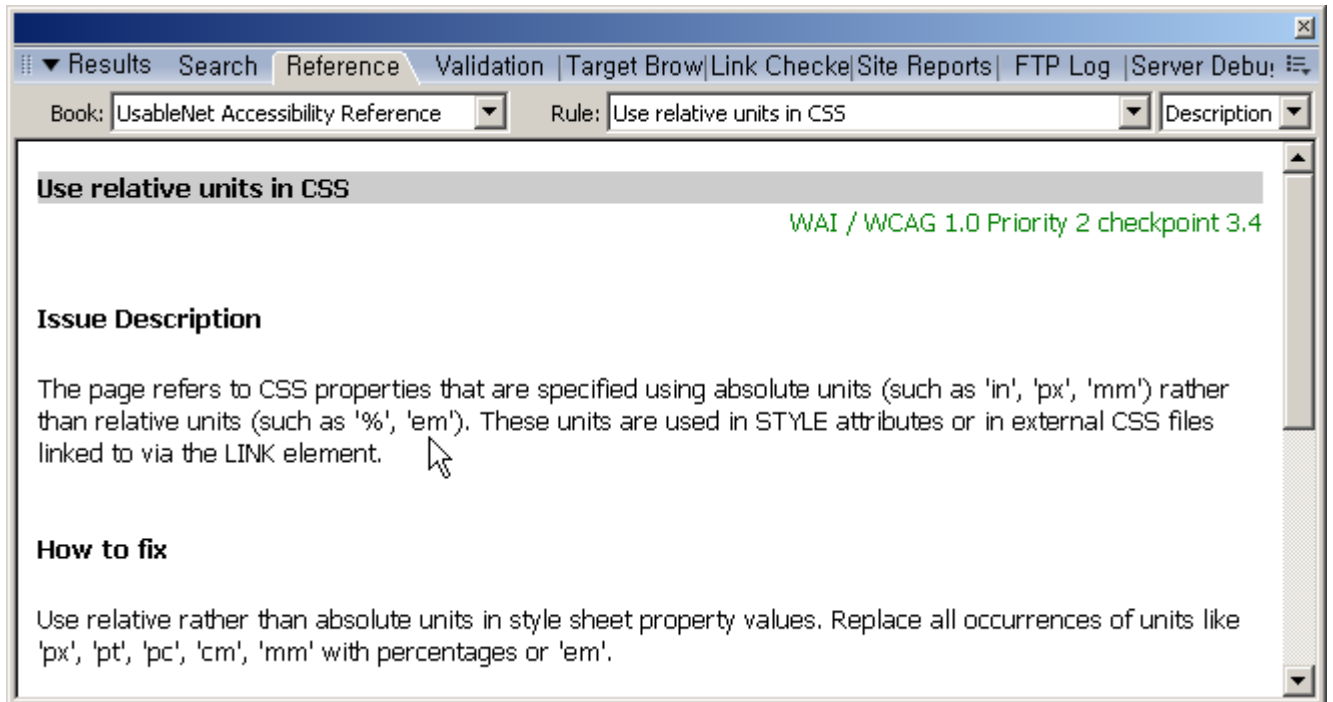 Results Search Reference Validation |Target Brow|Link Checke|Site Reports| FTP Log |Server Debu
Book: UsableNet Accessibility Reference Rule: Use relative units in CSS Description
Use relative units in CSS
WAI / WCAG 1.0 Priority 2 checkpoint 3.4
Issue Description
The page refers to CSS properties that are specified using absolute units (such as 'in', 'px', 'mm') rather
than relative units (such as '%', 'em'). These units are used in STYLE attributes or in external CSS files
linked to via the LINK element.
How to fix
Use relative rather than absolute units in style sheet property values. Replace all occurrences of units like
'px', 'pt', 'pc', 'cm', 'mm' with percentages or 'em'.